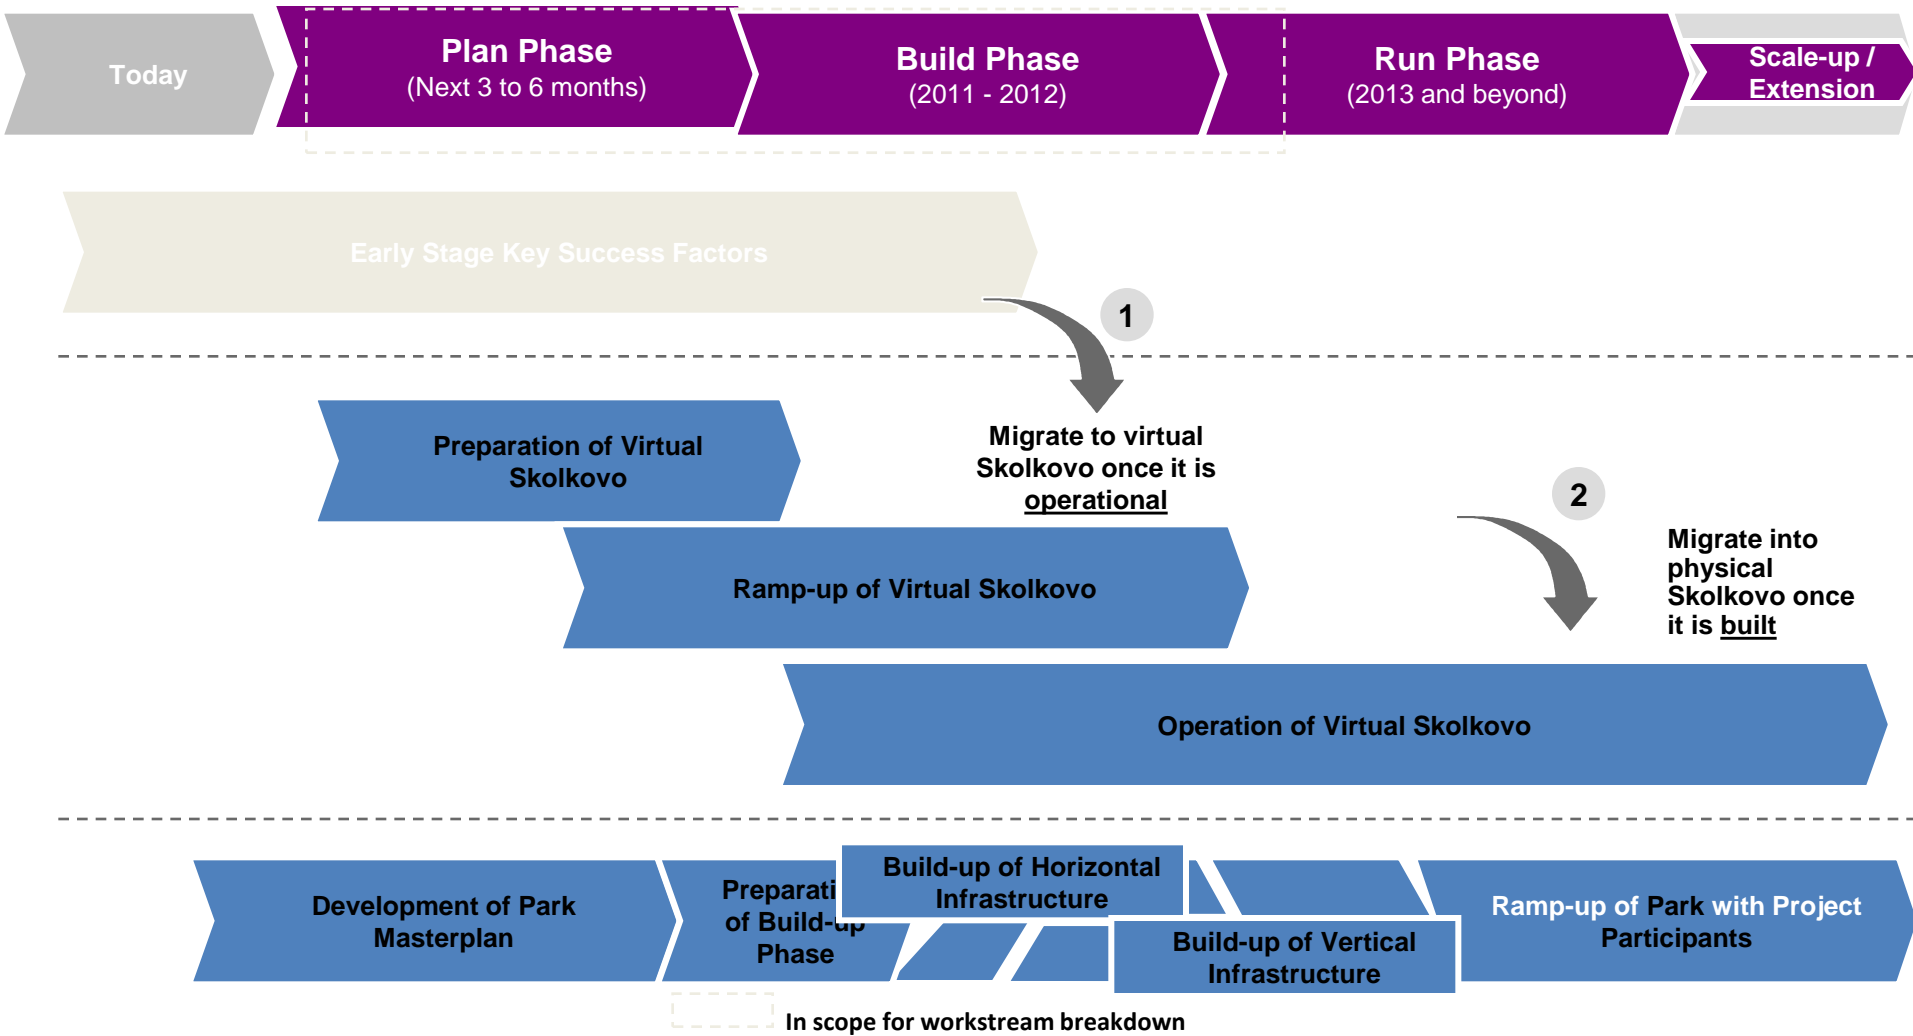 Today
Plan Phase
(Next 3 to 6 months)
Build Phase
(2011 - 2012)
Run Phase
(2013 and beyond)
Scale-up /
Extension
Early Stage Key Success Factors
1
Preparation of Virtual
Skolkovo
Migrate to virtual
Skolkovo once it is
operational
2
Ramp-up of Virtual Skolkovo
Migrate into
physical
Skolkovo once
it is built
Operation of Virtual Skolkovo
Development of Park
Masterplan
Preparati
of Build-up
Phase
Build-up of Horizontal
Infrastructure
Build-up of Vertical
Infrastructure
Ramp-up of Park with Project
Participants
In scope for workstream breakdown